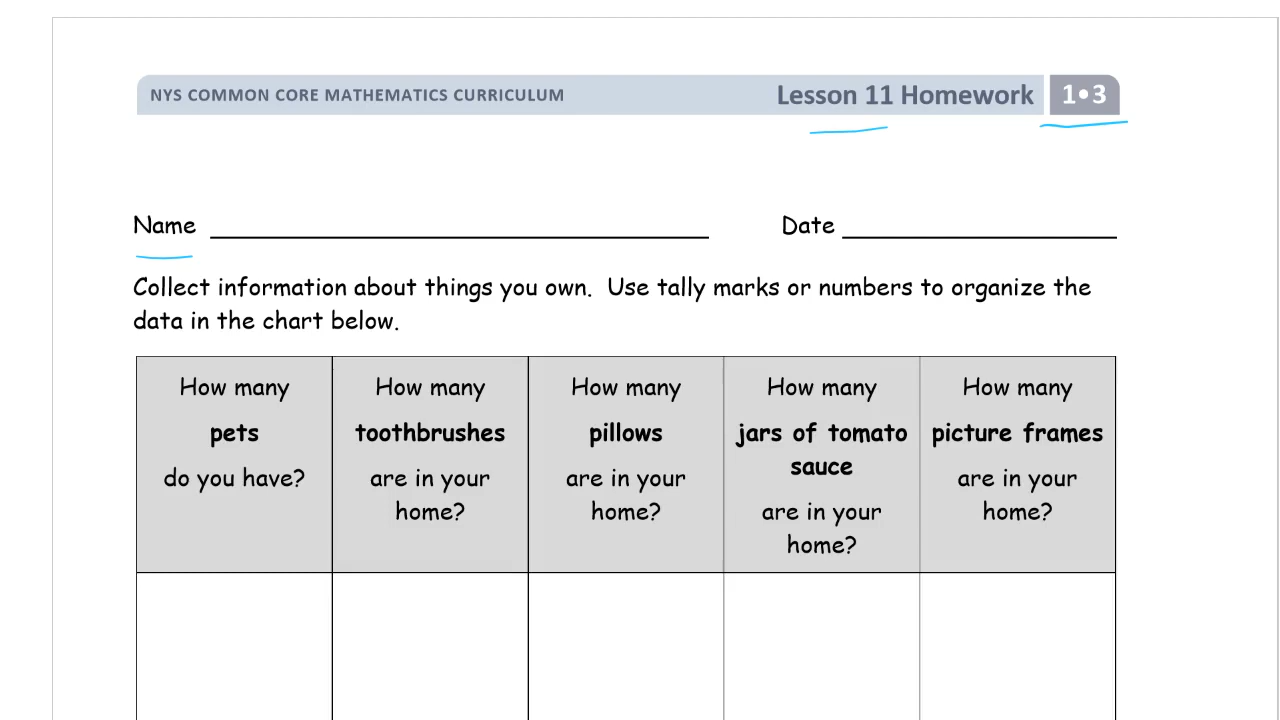 NYS COMMON CORE MATHEMATICS CURRICULUM Lesson 11 Homework 1•3
Name Date
Collect information about things you own. Use tally marks or numbers to organize the
data in the chart below.
How many
pets
do you have?
How many
toothbrushes
are in your
home?
How many
pillows
are in your
home?
How many
jars of tomato
sauce
are in your
home?
How many
picture frames
are in your
home?